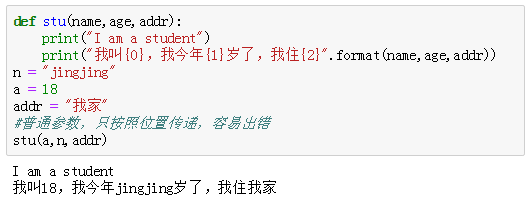 def stu(name,age,addr):
    print("I am a student")
    print("我叫{0}，我今年{1}岁了，我住{2}".format(name,age,addr))
n = "jingjing"
a = 18
addr = "我家"
#普通参数，只按照位置传递，容易出错
stu(a,n,addr)
I am a student
我叫18，我今年jingjing岁了，我住我家